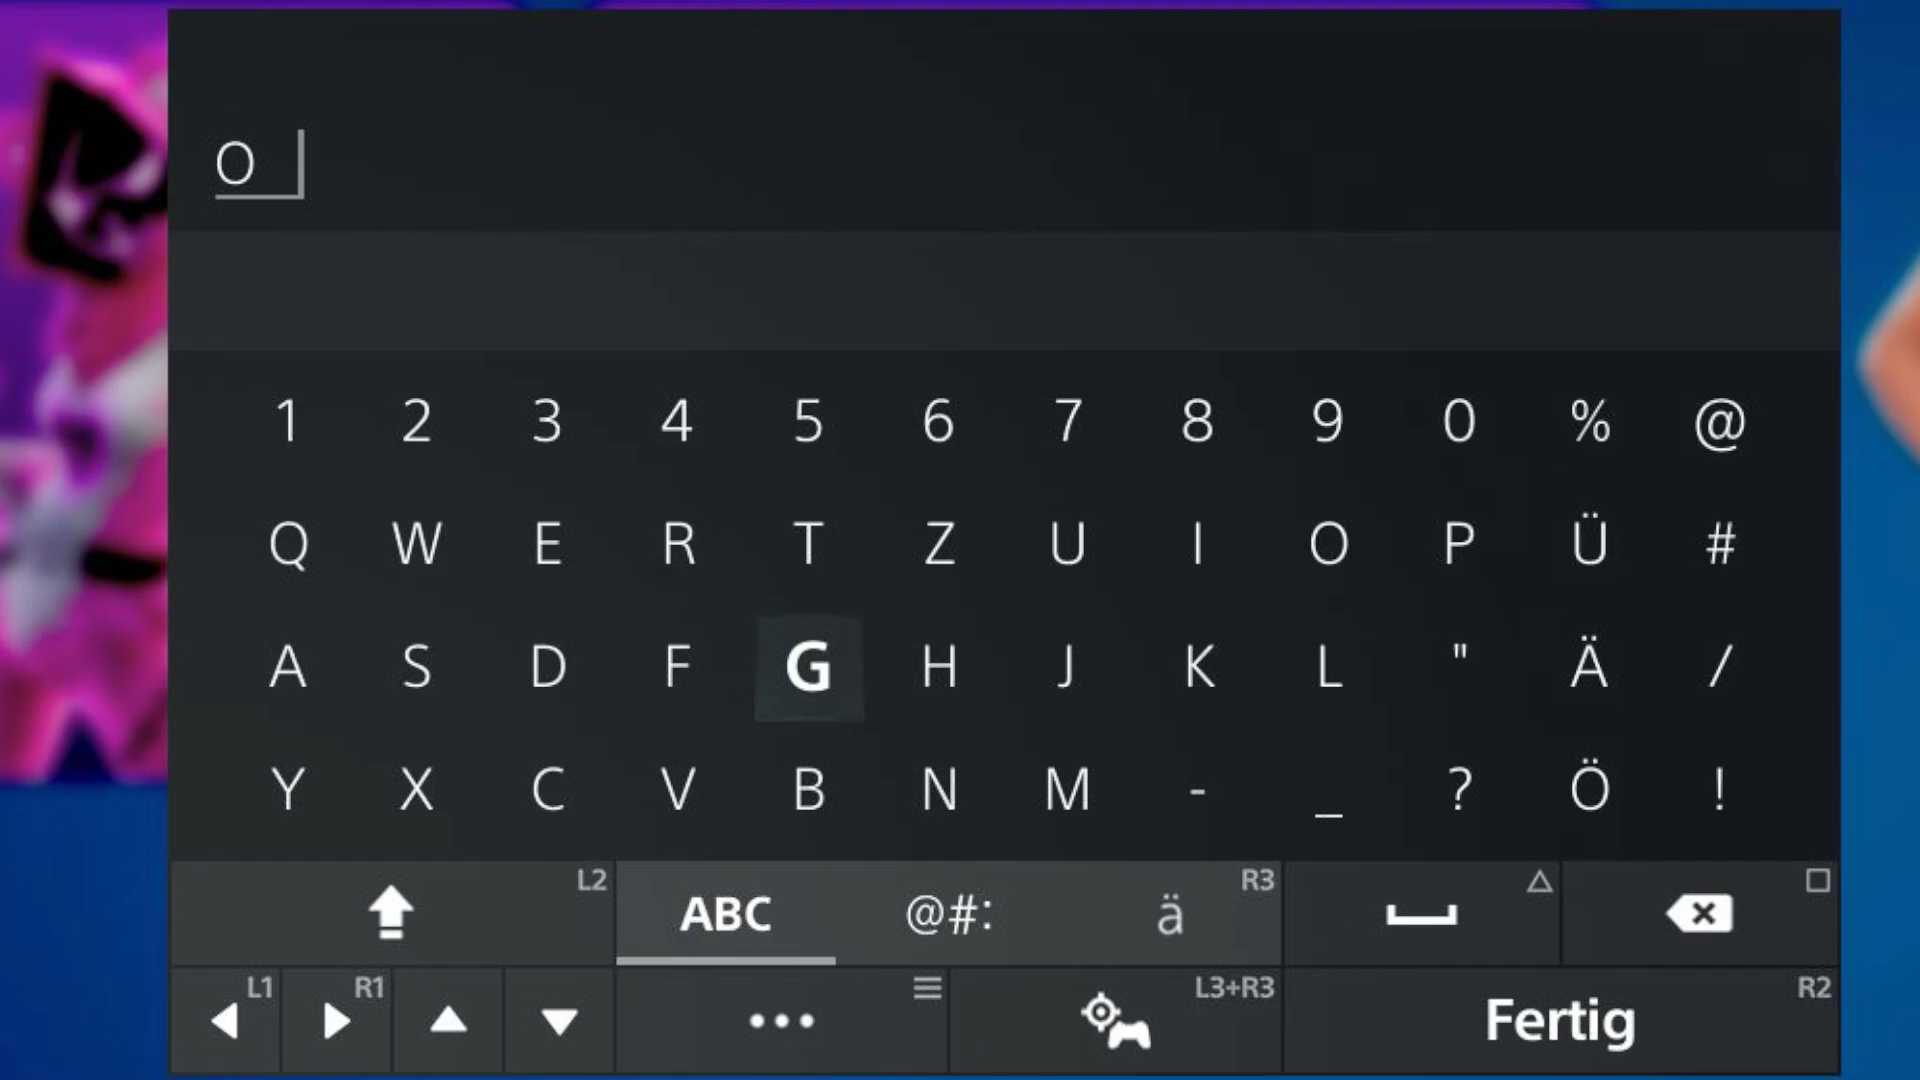 O
1 2 3 4 5 6 7 8 9 0 % @
Q W E R T Z U I O P Ü #
A S D F G H J K L " Ä /
Y X C V B N M - _ ? Ö !
L2 ABC @#: ä R3
L1 R1 ... L3+R3 Fertig R2